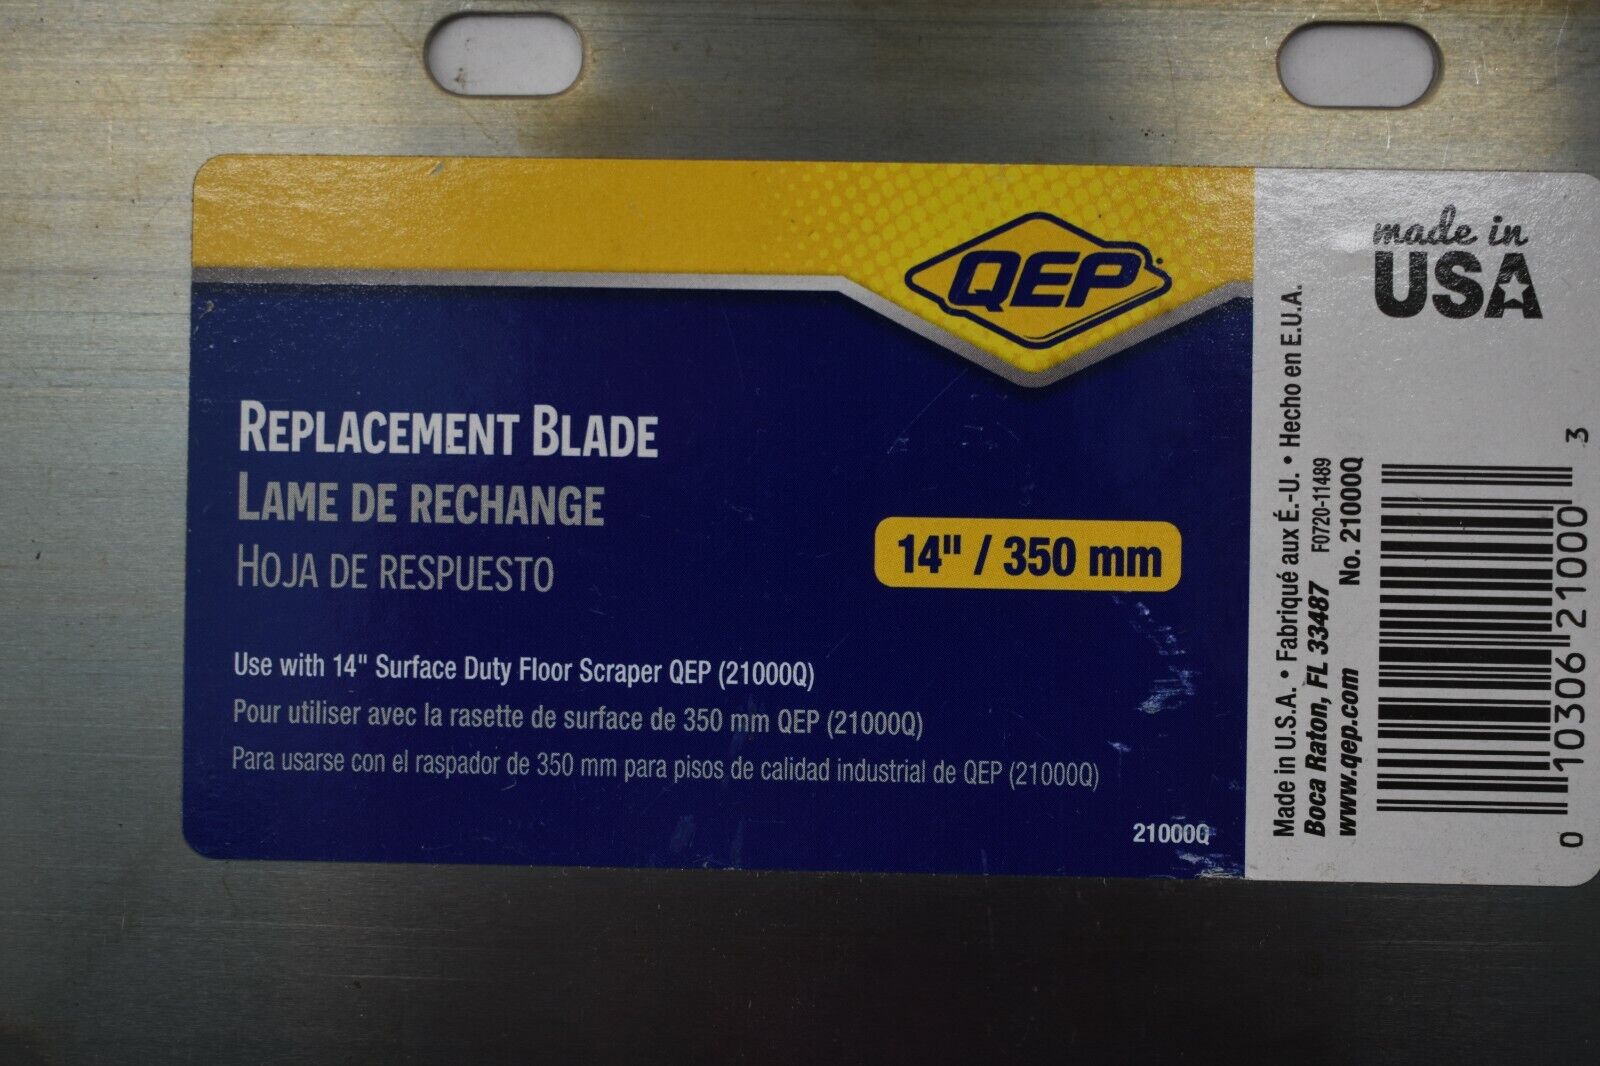 QEP
REPLACEMENT BLADE
LAME DE RECHANGE
HOJA DE RESPUESTO
14" / 350 mm
Use with 14" Surface Duty Floor Scraper QEP (21000Q)
Pour utiliser avec la rasette de surface de 350 mm QEP (21000Q)
Para usarse con el raspador de 350 mm para pisos de calidad industrial de QEP (21000Q)
21000Q
made in
USA
Made in U.S.A. • Fabriqué aux É.-U. • Hecho en E.U.A.
Boca Raton, FL 33487 F0720-11489
www.qep.com No. 21000Q
0 10306 21000 3